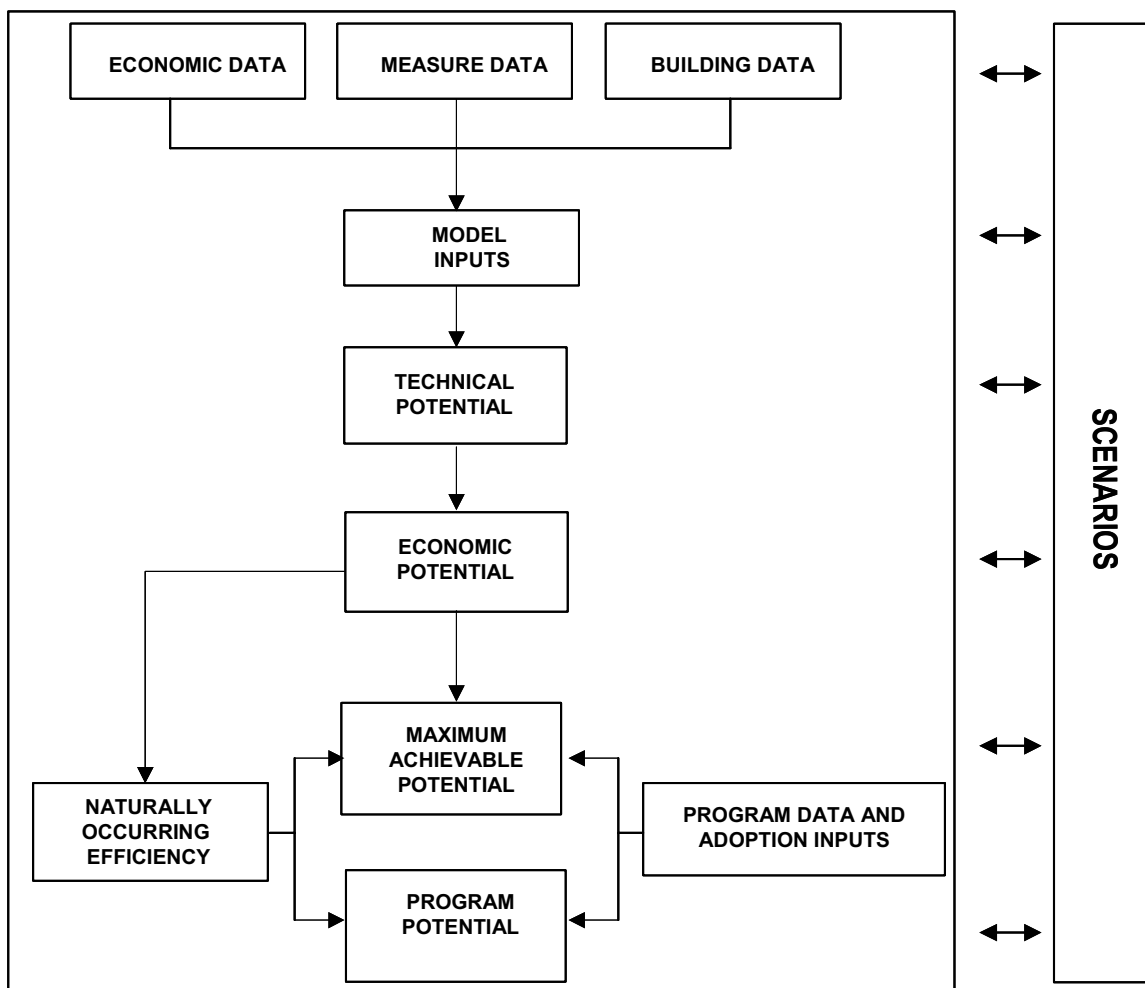 ECONOMIC DATA
MEASURE DATA
BUILDING DATA
MODEL
INPUTS
TECHNICAL
POTENTIAL
ECONOMIC
POTENTIAL
MAXIMUM
ACHIEVABLE
POTENTIAL
NATURALLY
OCCURRING
EFFICIENCY
PROGRAM DATA AND
ADOPTION INPUTS
PROGRAM
POTENTIAL
SCENARIOS